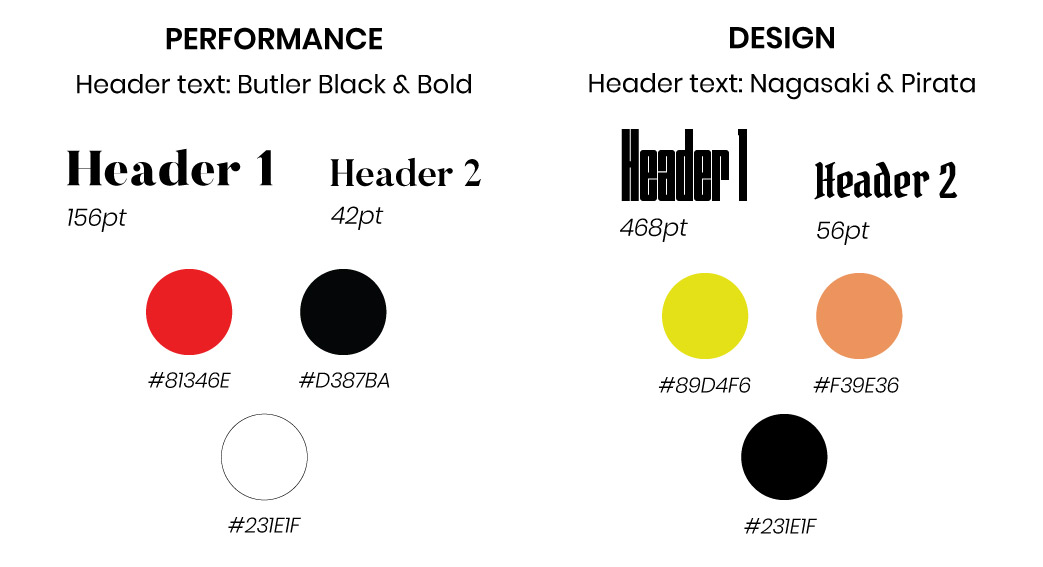 PERFORMANCE
Header text: Butler Black & Bold
Header 1
156pt
Header 2
42pt
#81346E
#D387BA
#231E1F
DESIGN
Header text: Nagasaki & Pirata
Header 1
468pt
Header 2
56pt
#89D4F6
#F39E36
#231E1F